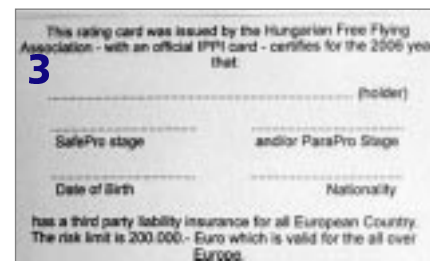 This rating card was issued by the Hungarian Free Flying
Association - with an official IPPI card - certifies for the 2006 year
that:
3
(holder)
SafePro stage and/or ParaPro Stage
Date of Birth Nationality
has a third party liability insurance for all European Country.
The risk limit is 200.000.- Euro which is valid for the all over
Europe.